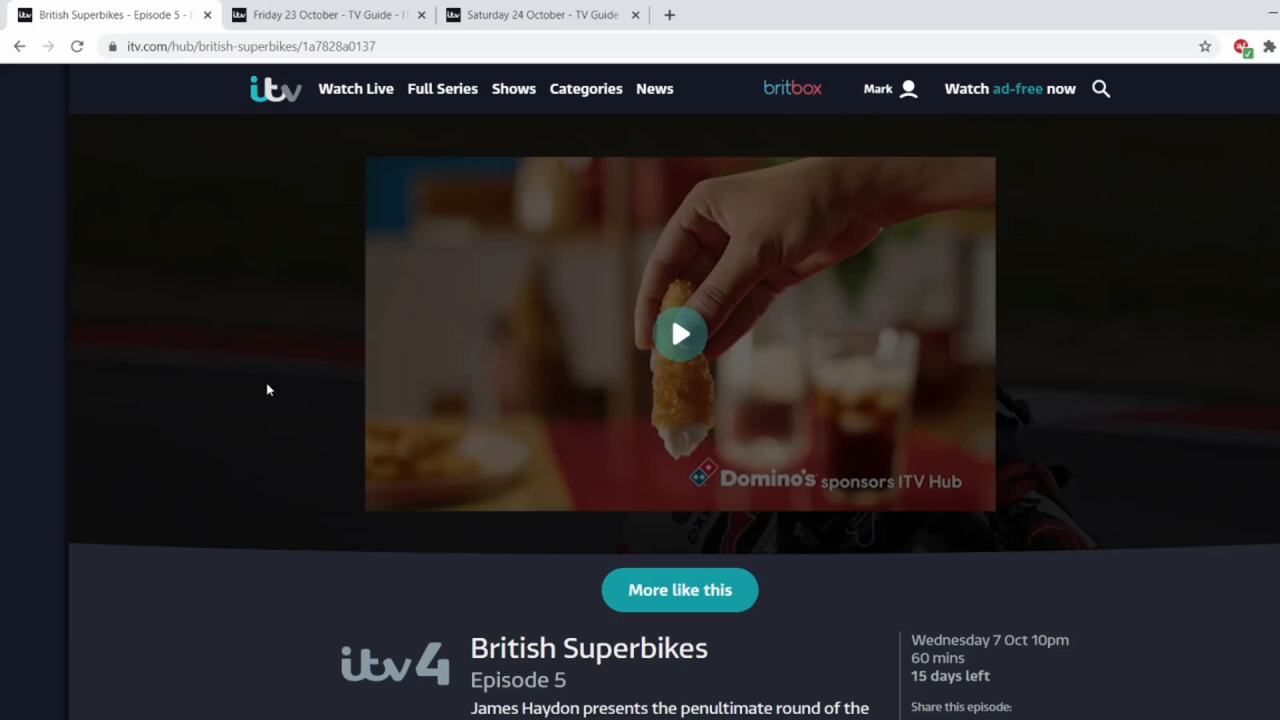 itv British Superbikes - Episode 5 -
itv Friday 23 October - TV Guide -
itv Saturday 24 October - TV Guide
itv.com/hub/british-superbikes/1a7828a0137
itv Watch Live Full Series Shows Categories News britbox Mark Watch ad-free now
Domino's sponsors ITV Hub
More like this
itv4
British Superbikes
Episode 5
James Haydon presents the penultimate round of the
Wednesday 7 Oct 10pm
60 mins
15 days left
Share this episode: